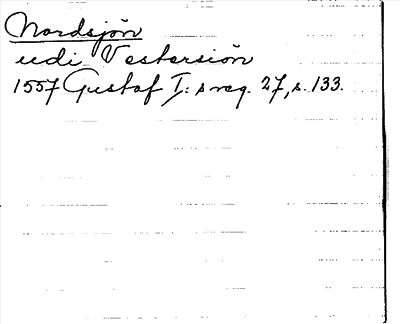 Nordsjön
udi Vestersiön
1557 Gustaf I: s reg. 27, s. 133.